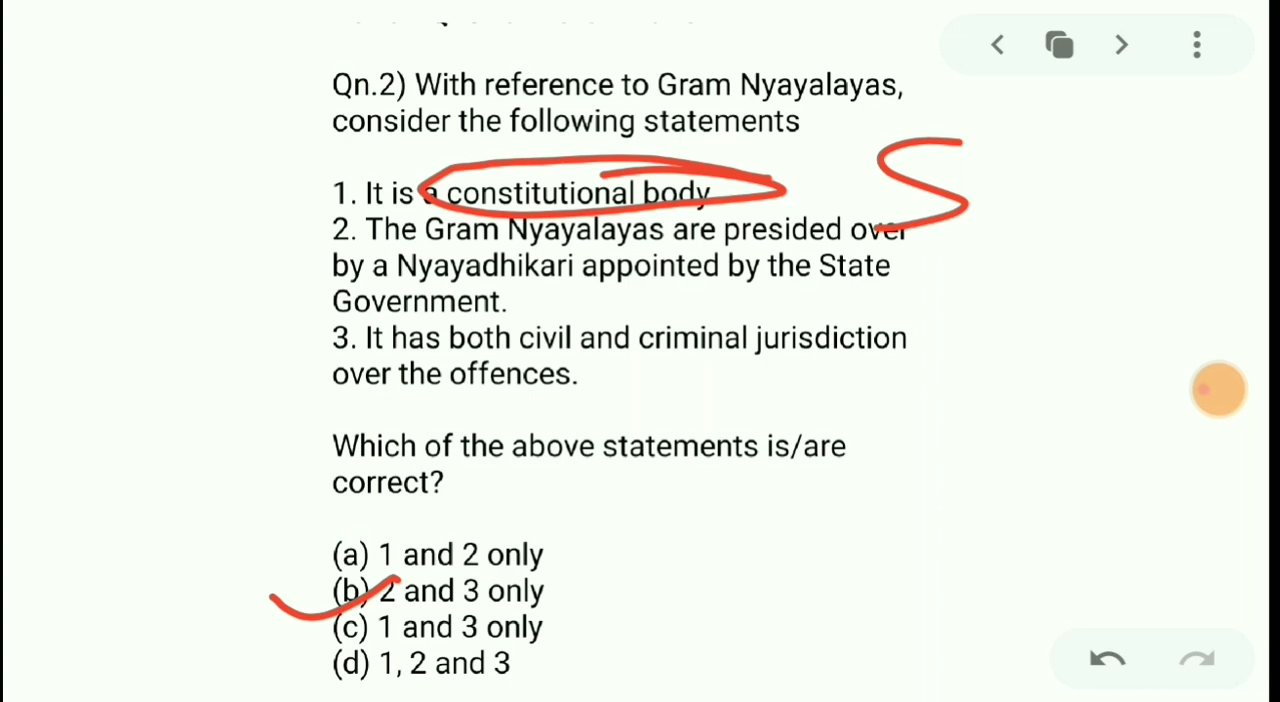 Qn.2) With reference to Gram Nyayalayas,
consider the following statements
1. It is a constitutional body
S
2. The Gram Nyayalayas are presided over
by a Nyayadhikari appointed by the State
Government.
3. It has both civil and criminal jurisdiction
over the offences.
Which of the above statements is/are
correct?
(a) 1 and 2 only
(b) 2 and 3 only
(c) 1 and 3 only
(d) 1, 2 and 3